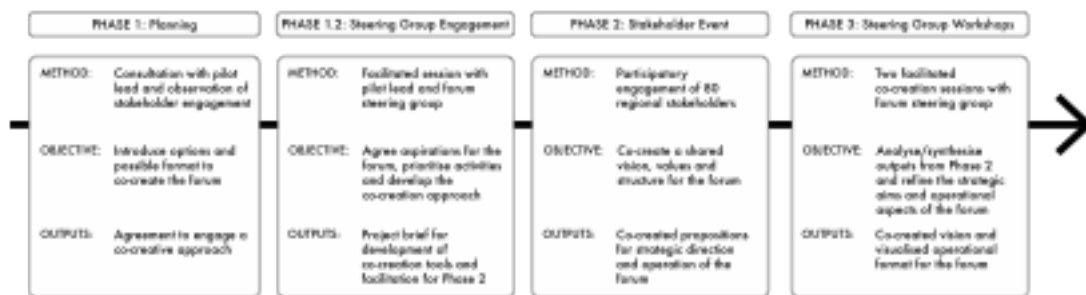 PHASE 1: Planning
METHOD: Consultation with pilot
lead and observation of
stakeholder engagement
OBJECTIVE: Introduce options and
possible format to
co-create the forum
OUTPUTS: Agreement to engage a
co-creative approach
PHASE 1.2: Steering Group Engagement
METHOD: Facilitated session with
pilot lead and forum
steering group
OBJECTIVE: Agree aspirations for the
forum, prioritise activities
and develop the
co-creation approach
OUTPUTS: Project brief for
development of
co-creation tools and
facilitation for Phase 2
PHASE 2: Stakeholder Event
METHOD: Participatory
engagement of 80
regional stakeholders
OBJECTIVE: Co-create a shared
vision, values and
structure for the forum
OUTPUTS: Co-created propositions
for strategic direction
and operation of the
forum
PHASE 3: Steering Group Workshops
METHOD: Two facilitated
co-creation sessions with
forum steering group
OBJECTIVE: Analyse/synthesise
outputs from Phase 2
and refine the strategic
aims and operational
aspects of the forum
OUTPUTS: Co-created vision and
visualised operational
format for the forum